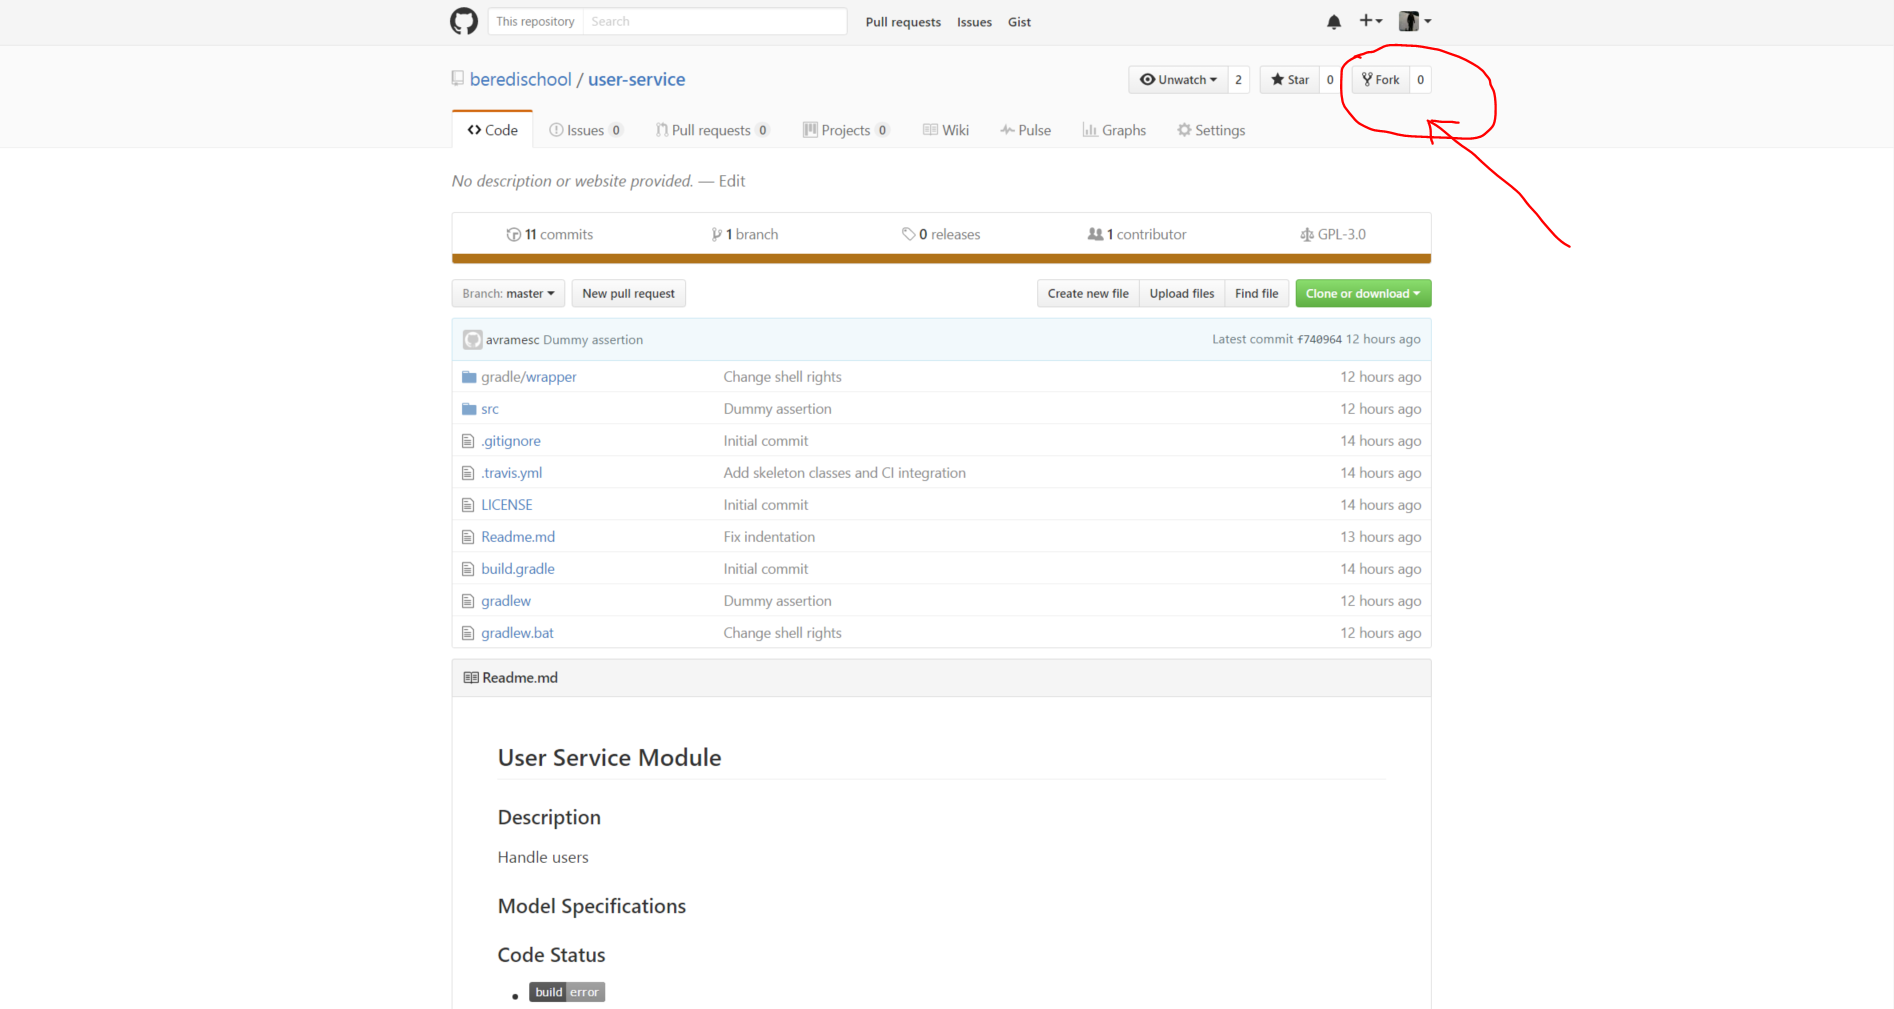 This repository Search Pull requests Issues Gist
beredischool / user-service Unwatch 2 Star 0 Fork 0
Code Issues 0 Pull requests 0 Projects 0 Wiki Pulse Graphs Settings
No description or website provided. — Edit
11 commits 1 branch 0 releases 1 contributor GPL-3.0
Branch: master New pull request Create new file Upload files Find file Clone or download
avramesc Dummy assertion Latest commit f740964 12 hours ago
gradle/wrapper Change shell rights 12 hours ago
src Dummy assertion 12 hours ago
.gitignore Initial commit 14 hours ago
.travis.yml Add skeleton classes and CI integration 14 hours ago
LICENSE Initial commit 14 hours ago
Readme.md Fix indentation 13 hours ago
build.gradle Initial commit 14 hours ago
gradlew Dummy assertion 12 hours ago
gradlew.bat Change shell rights 12 hours ago
Readme.md
User Service Module
Description
Handle users
Model Specifications
Code Status
build error